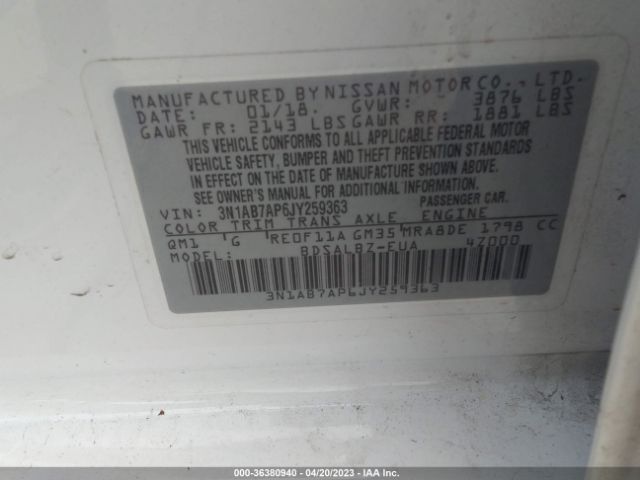 MANUFACTURED BY NISSAN MOTOR CO., LTD.
DATE: 01/18. GVWR: 3876 LBS
GAWR FR: 2143 LBS GAWR RR: 1881 LBS
THIS VEHICLE CONFORMS TO ALL APPLICABLE FEDERAL MOTOR
VEHICLE SAFETY, BUMPER AND THEFT PREVENTION STANDARDS
IN EFFECT ON THE DATE OF MANUFACTURE SHOWN ABOVE.
SEE OWNER'S MANUAL FOR ADDITIONAL INFORMATION.
VIN: 3N1AB7AP6JY259363 PASSENGER CAR.
COLOR TRIM TRANS AXLE ENGINE
QM1 G RE0F11A GM35 MRA8DE 1798 CC
MODEL: BDSALBZ-EUA 4Z000
3N1AB7AP6JY259363
000-36380940 - 04/20/2023 - IAA Inc.